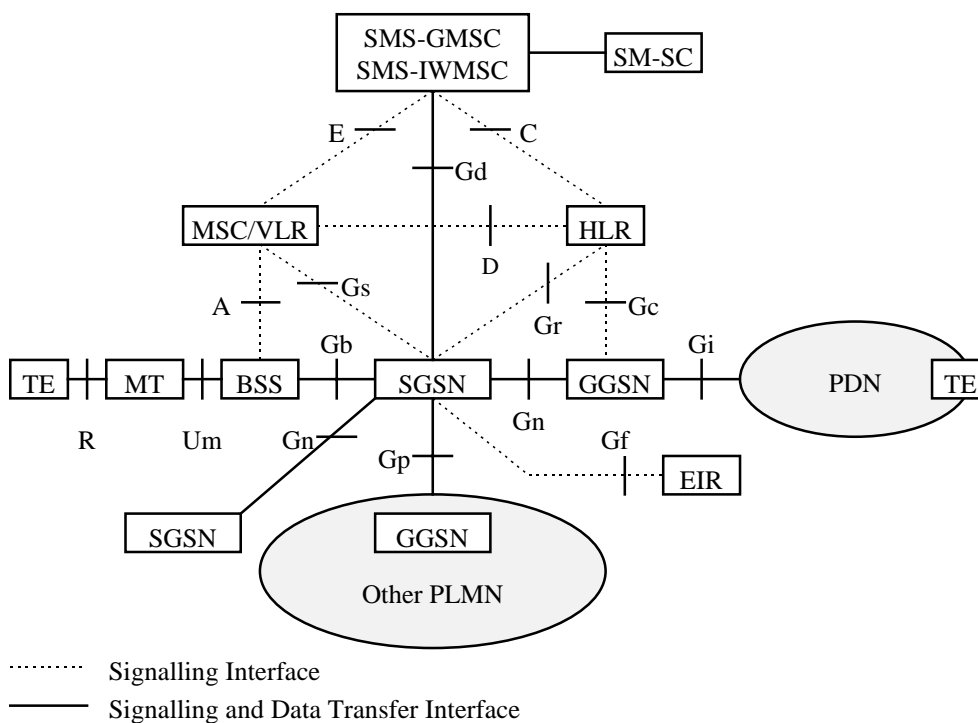 SMS-GMSC
SMS-IWMSC
SM-SC
E
C
Gd
MSC/VLR
HLR
D
Gs
A
Gr
Gc
Gb
Gi
TE
MT
BSS
SGSN
GGSN
PDN
TE
R
Um
Gn
Gn
Gp
Gf
EIR
SGSN
GGSN
Other PLMN
Signalling Interface
Signalling and Data Transfer Interface